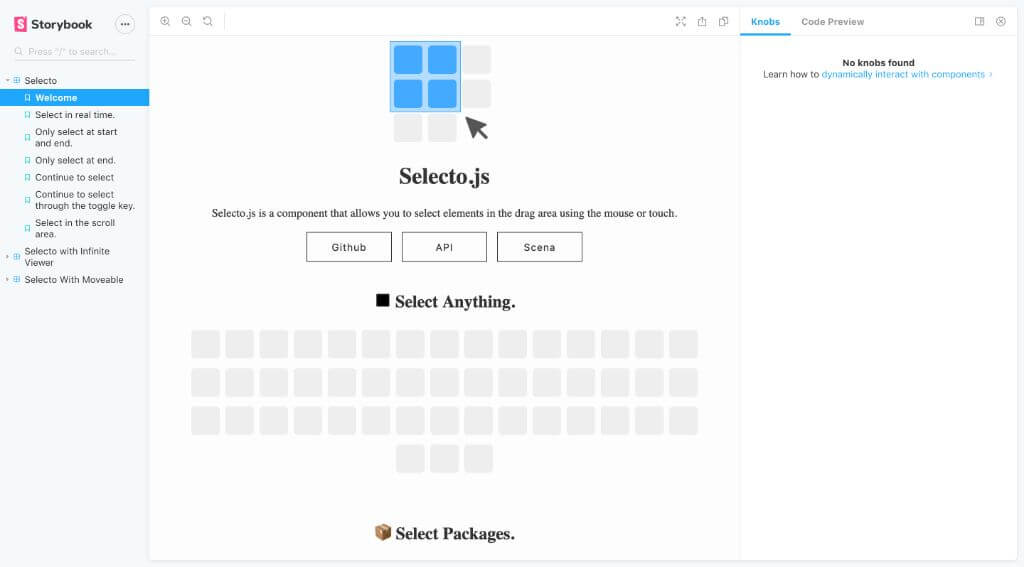 Storybook
Press "/" to search...
Selecto
Welcome
Select in real time.
Only select at start
and end.
Only select at end.
Continue to select
Continue to select
through the toggle key.
Select in the scroll
area.
Selecto with Infinite
Viewer
Selecto With Moveable
Selecto.js
Selecto.js is a component that allows you to select elements in the drag area using the mouse or touch.
Github
API
Scena
Select Anything.
Select Packages.
Knobs
Code Preview
No knobs found
Learn how to dynamically interact with components